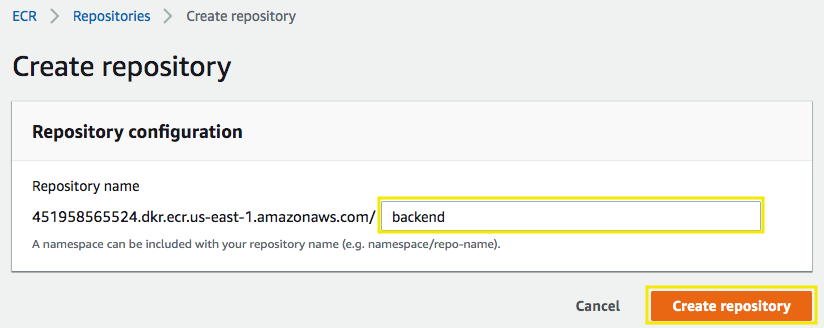 ECR > Repositories > Create repository
Create repository
Repository configuration
Repository name
451958565524.dkr.ecr.us-east-1.amazonaws.com/ backend
A namespace can be included with your repository name (e.g. namespace/repo-name).
Cancel Create repository